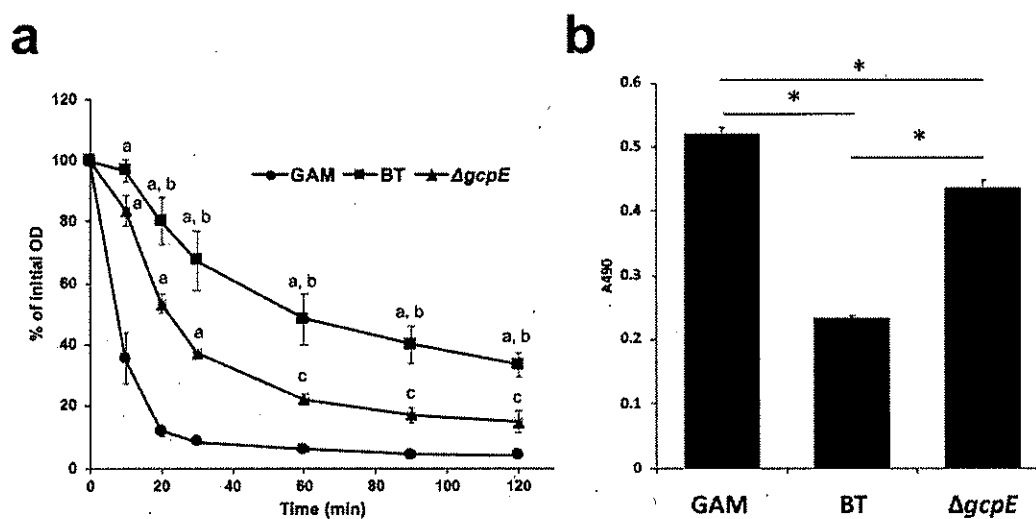 a
120
100
80
60
40
20
0
% of initial OD
GAM BT ΔgcpE
a
a, b
a, b
a, b
a, b
a, b
a
a
a
c
c
c
0 20 40 60 80 100 120
Time (min)
b
0.6
0.5
0.4
0.3
0.2
0.1
0
A490
*
*
*
GAM BT ΔgcpE